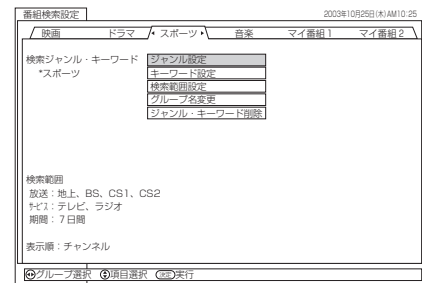 番組検索設定 2003年10月25日(木)AM10:25
映画 ドラマ スポーツ 音楽 マイ番組1 マイ番組2
検索ジャンル・キーワード ジャンル設定
*スポーツ キーワード設定
検索範囲設定
グループ名変更
ジャンル・キーワード削除
検索範囲
放送：地上、BS、CS1、CS2
ｻｰﾋﾞｽ：テレビ、ラジオ
期間：7日間
表示順：チャンネル
グループ選択 項目選択 決定 実行